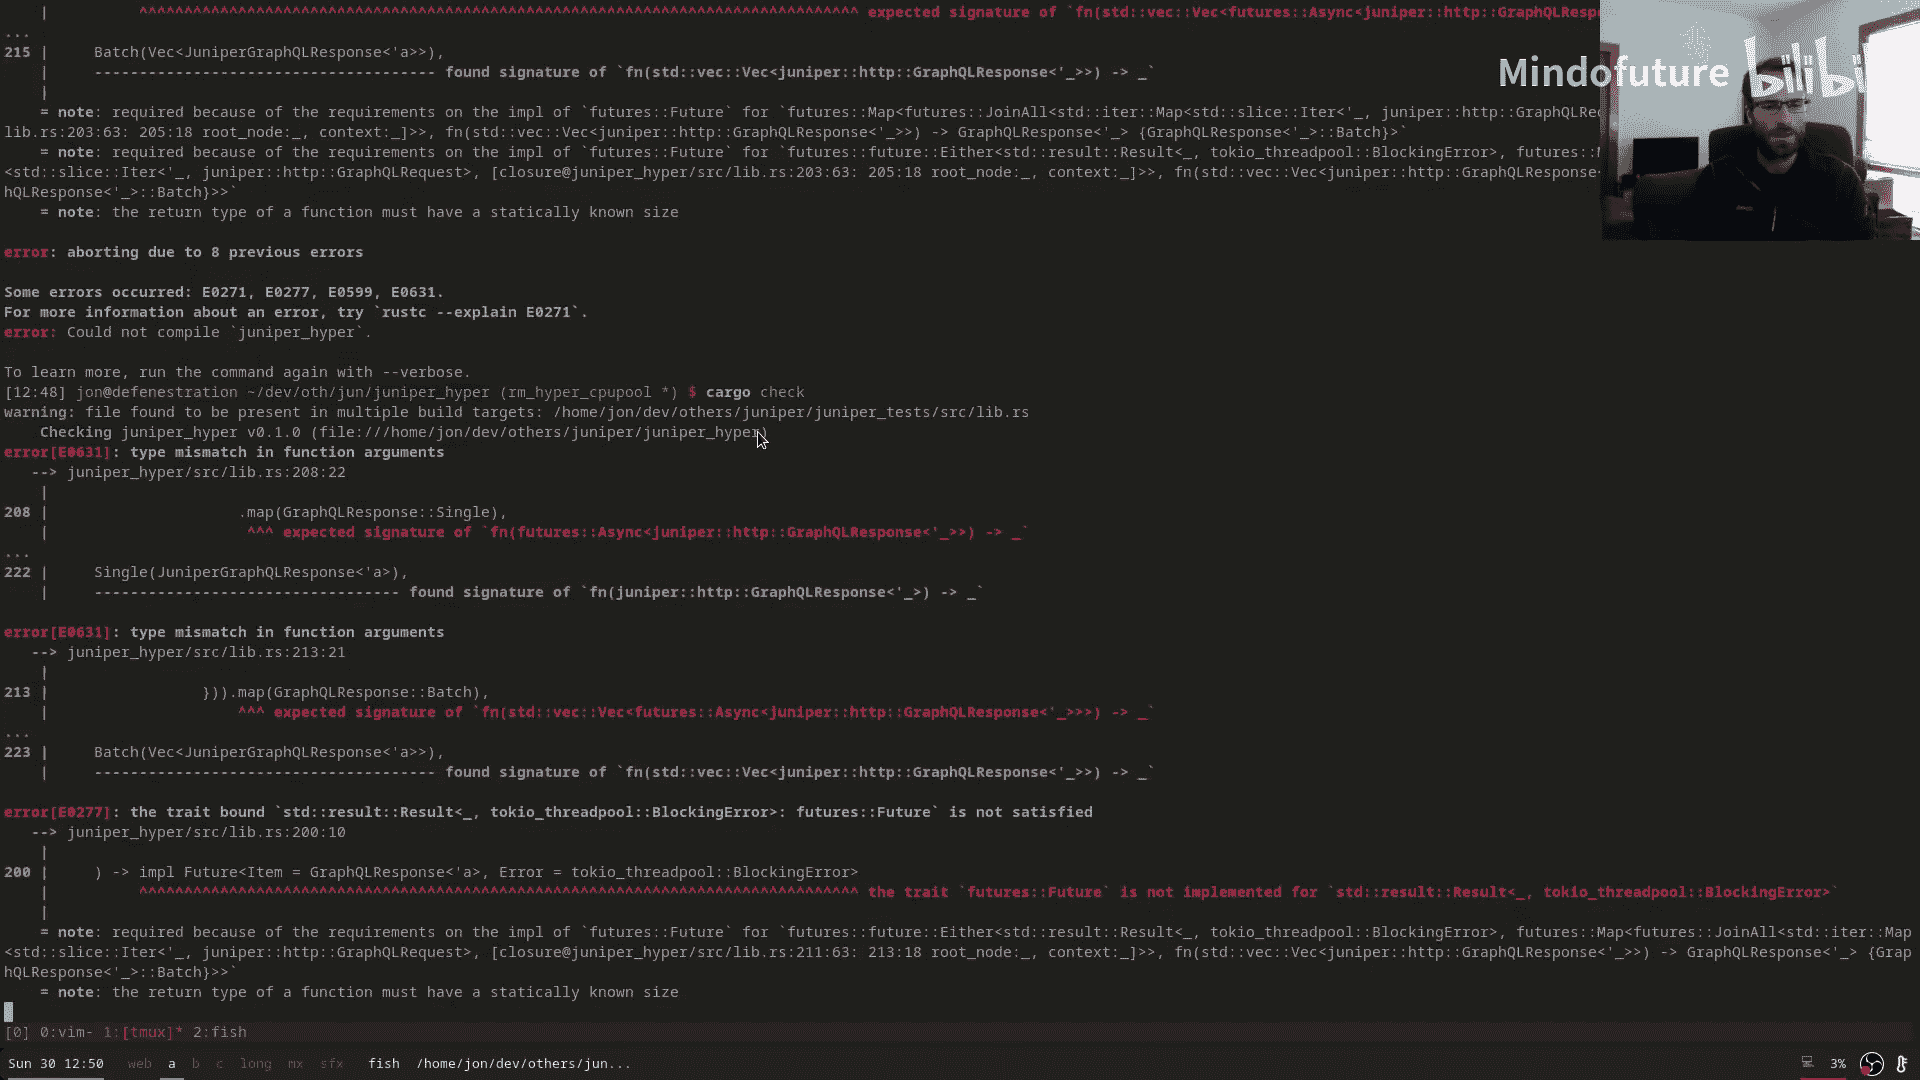 |          ^^^^^^^^^^^^^^^^^^^^^^^^^^^^^^^^^^^^^^^^^^^^^^^^^^^^^^^^^^^^^^^^^^^^^^^^^^^^^^^^ expected signature of `fn(std::vec::Vec<futures::Async<juniper::http::GraphQLResp
...
215 |     Batch(Vec<JuniperGraphQLResponse<'a>>),
    |     -------------------------------------- found signature of `fn(std::vec::Vec<juniper::http::GraphQLResponse<'_>>) -> _`
    |
    = note: required because of the requirements on the impl of `futures::Future` for `futures::Map<futures::JoinAll<std::iter::Map<std::slice::Iter<'_, juniper::http::GraphQLRe
lib.rs:203:63: 205:18 root_node:_, context:_]>>, fn(std::vec::Vec<juniper::http::GraphQLResponse<'_>>) -> GraphQLResponse<'_> {GraphQLResponse<'_>::Batch}>`
    = note: required because of the requirements on the impl of `futures::Future` for `futures::future::Either<std::result::Result<_, tokio_threadpool::BlockingError>, futures::
<std::slice::Iter<'_, juniper::http::GraphQLRequest>, [closure@juniper_hyper/src/lib.rs:203:63: 205:18 root_node:_, context:_]>>, fn(std::vec::Vec<juniper::http::GraphQLResponse<
hQLResponse<'_>::Batch}>>`
    = note: the return type of a function must have a statically known size
error: aborting due to 8 previous errors
Some errors occurred: E0271, E0277, E0599, E0631.
For more information about an error, try `rustc --explain E0271`.
error: Could not compile `juniper_hyper`.
To learn more, run the command again with --verbose.
[12:48] jon@defenestration ~/dev/oth/jun/juniper_hyper (rm_hyper_cpupool *) $ cargo check
warning: file found to be present in multiple build targets: /home/jon/dev/others/juniper/juniper_tests/src/lib.rs
    Checking juniper_hyper v0.1.0 (file:///home/jon/dev/others/juniper/juniper_hyper)
error[E0631]: type mismatch in function arguments
   --> juniper_hyper/src/lib.rs:208:22
    |
208 |                     .map(GraphQLResponse::Single),
    |                      ^^^ expected signature of `fn(futures::Async<juniper::http::GraphQLResponse<'_>>) -> _`
...
222 |     Single(JuniperGraphQLResponse<'a>),
    |     ---------------------------------- found signature of `fn(juniper::http::GraphQLResponse<'_>) -> _`
error[E0631]: type mismatch in function arguments
   --> juniper_hyper/src/lib.rs:213:21
    |
213 |                 })).map(GraphQLResponse::Batch),
    |                     ^^^ expected signature of `fn(std::vec::Vec<futures::Async<juniper::http::GraphQLResponse<'_>>>) -> _`
...
223 |     Batch(Vec<JuniperGraphQLResponse<'a>>),
    |     -------------------------------------- found signature of `fn(std::vec::Vec<juniper::http::GraphQLResponse<'_>>) -> _`
error[E0277]: the trait bound `std::result::Result<_, tokio_threadpool::BlockingError>: futures::Future` is not satisfied
   --> juniper_hyper/src/lib.rs:200:10
    |
200 |     ) -> impl Future<Item = GraphQLResponse<'a>, Error = tokio_threadpool::BlockingError>
    |          ^^^^^^^^^^^^^^^^^^^^^^^^^^^^^^^^^^^^^^^^^^^^^^^^^^^^^^^^^^^^^^^^^^^^^^^^^^^^^^^^ the trait `futures::Future` is not implemented for `std::result::Result<_, tokio_threadpool::BlockingError>`
    |
    = note: required because of the requirements on the impl of `futures::Future` for `futures::future::Either<std::result::Result<_, tokio_threadpool::BlockingError>, futures::Map<futures::JoinAll<std::iter::Map
<std::slice::Iter<'_, juniper::http::GraphQLRequest>, [closure@juniper_hyper/src/lib.rs:211:63: 213:18 root_node:_, context:_]>>, fn(std::vec::Vec<juniper::http::GraphQLResponse<'_>>) -> GraphQLResponse<'_> {Grap
hQLResponse<'_>::Batch}>>`
    = note: the return type of a function must have a statically known size
[0] 0:vim- 1:[tmux]* 2:fish
Sun 30 12:50 web a b c long mx sfx fish /home/jon/dev/others/jun... 3%
Mindofuture bilibi